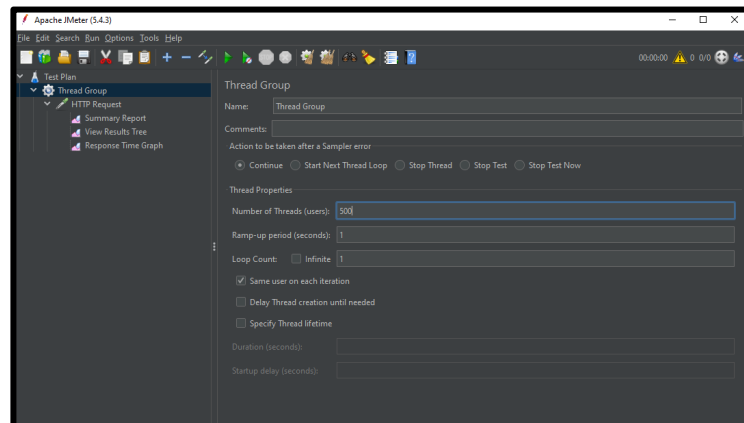 Apache JMeter (5.4.3)
File Edit Search Run Options Tools Help
00:00:00 0 0/0
Test Plan
Thread Group
HTTP Request
Summary Report
View Results Tree
Response Time Graph
Thread Group
Name: Thread Group
Comments:
Action to be taken after a Sampler error
Continue Start Next Thread Loop Stop Thread Stop Test Stop Test Now
Thread Properties
Number of Threads (users): 500
Ramp-up period (seconds): 1
Loop Count: Infinite 1
Same user on each iteration
Delay Thread creation until needed
Specify Thread lifetime
Duration (seconds):
Startup delay (seconds):